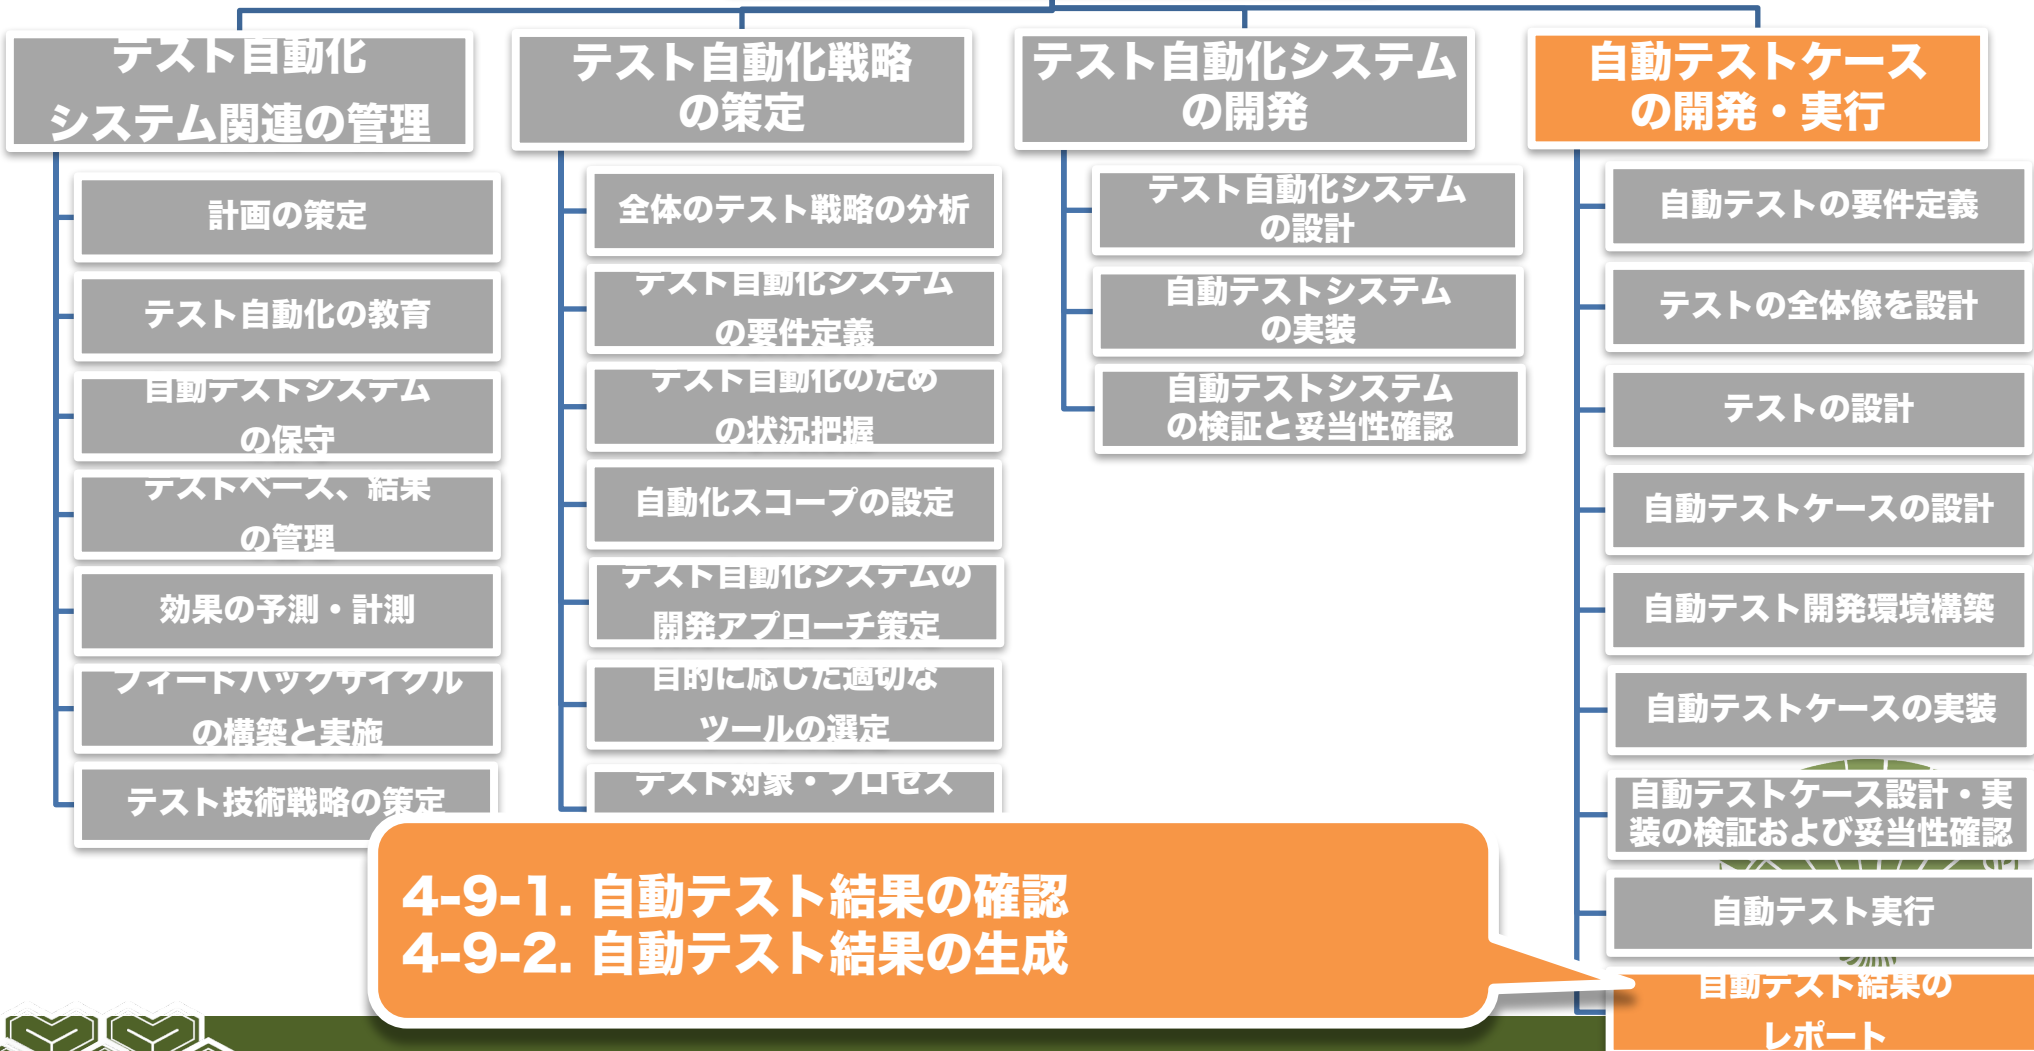 テスト自動化
システム関連の管理
計画の策定
テスト自動化の教育
自動テストシステム
の保守
テストベース、結果
の管理
効果の予測・計測
フィードバックサイクル
の構築と実施
テスト技術戦略の策定
テスト自動化戦略
の策定
全体のテスト戦略の分析
テスト自動化システム
の要件定義
テスト自動化のため
の状況把握
自動化スコープの設定
テスト自動化システムの
開発アプローチ策定
目的に応じた適切な
ツールの選定
テスト対象・プロセス
テスト自動化システム
の開発
テスト自動化システム
の設計
自動テストシステム
の実装
自動テストシステム
の検証と妥当性確認
自動テストケース
の開発・実行
自動テストの要件定義
テストの全体像を設計
テストの設計
自動テストケースの設計
自動テスト開発環境構築
自動テストケースの実装
自動テストケース設計・実
装の検証および妥当性確認
自動テスト実行
自動テスト結果の
レポート
4-9-1. 自動テスト結果の確認
4-9-2. 自動テスト結果の生成